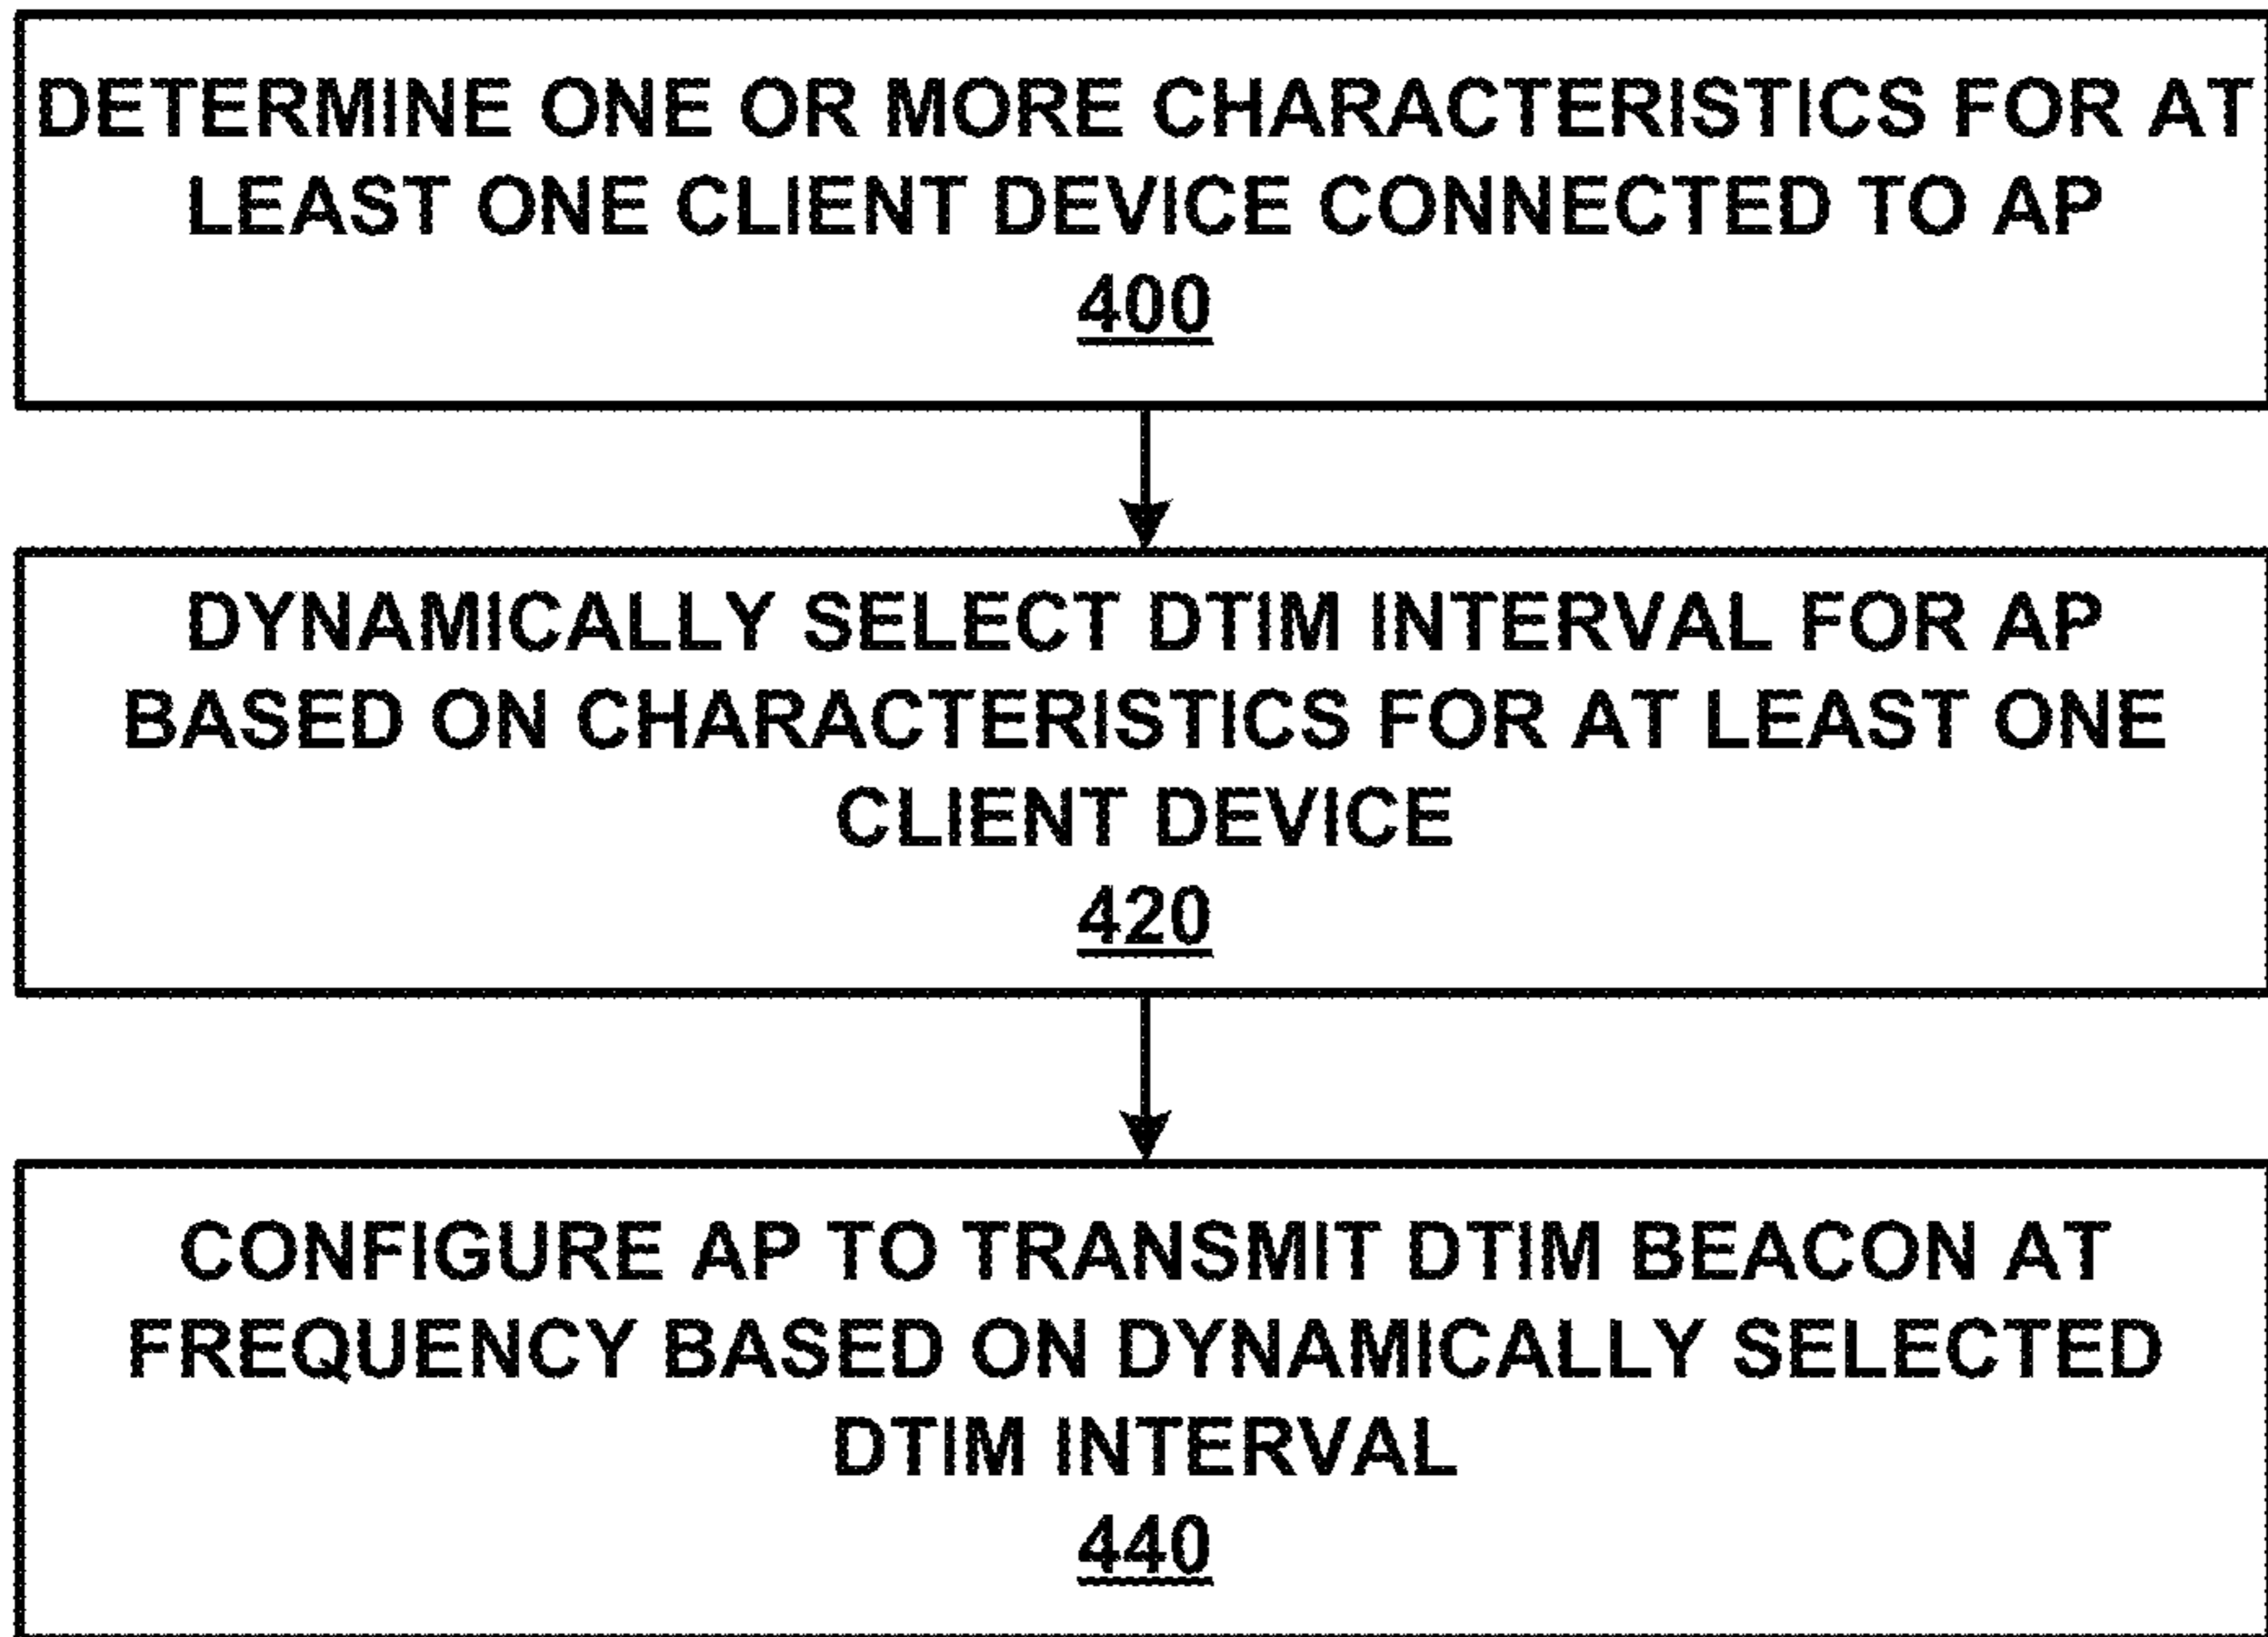 DETERMINE ONE OR MORE CHARACTERISTICS FOR AT
LEAST ONE CLIENT DEVICE CONNECTED TO AP
400
DYNAMICALLY SELECT DTIM INTERVAL FOR AP
BASED ON CHARACTERISTICS FOR AT LEAST ONE
CLIENT DEVICE
420
CONFIGURE AP TO TRANSMIT DTIM BEACON AT
FREQUENCY BASED ON DYNAMICALLY SELECTED
DTIM INTERVAL
440